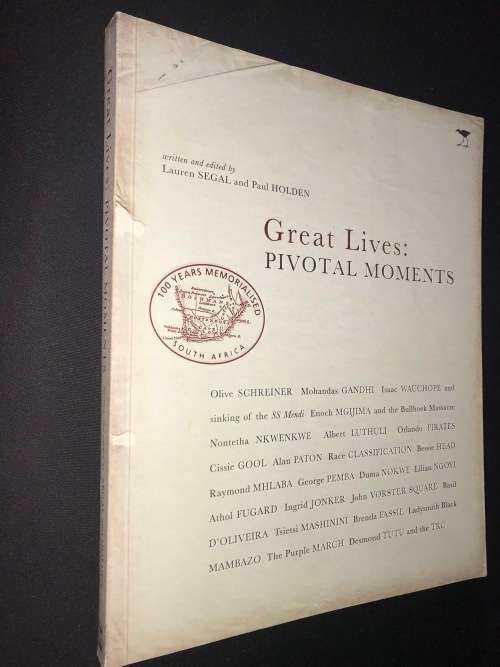 Great Lives: PIVOTAL MOMENTS
written and edited by
Lauren SEGAL and Paul HOLDEN
Great Lives:
PIVOTAL MOMENTS
100 YEARS MEMORIALISED
SOUTH AFRICA
Olive SCHREINER Mohandas GANDHI Isaac WAUCHOPE and
sinking of the SS Mendi Enoch MGIJIMA and the Bullhoek Massacre
Nontetha NKWENKWE Albert LUTHULI Orlando PIRATES
Cissie GOOL Alan PATON Race CLASSIFICATION Bessie HEAD
Raymond MHLABA George PEMBA Duma NOKWE Lilian NGOYI
Athol FUGARD Ingrid JONKER John VORSTER SQUARE Basil
D'OLIVEIRA Tsietsi MASHININI Brenda FASSIE Ladysmith Black
MAMBAZO The Purple MARCH Desmond TUTU and the TRC